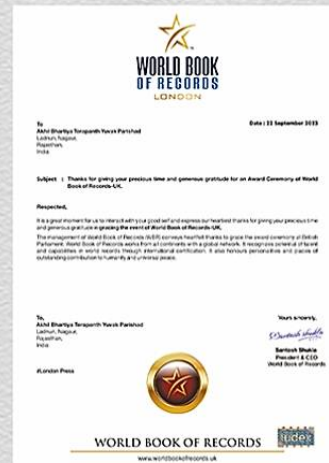 WORLD BOOK
OF RECORDS
LONDON
To
Akhil Bhartiya Terapanth Yuvak Parishad
Ladnun, Nagaur,
Rajasthan,
India
Date : 22 September 2023
Subject : Thanks for giving your precious time and generous gratitude for an Award Ceremony of World
Book of Records-UK.
Respected,
It is a great moment for us to interact with your good self and express our heartiest thanks for giving your precious time
and generous gratitude in gracing the event of World Book of Records-UK.
The management of World Book of Records (WBR) conveys heartfelt thanks to grace the award ceremony at British
Parliament. World Book of Records works from all continents with a global network. It recognises potential of talent
and capabilities in world records through international certification. It also honours personalities and places of
outstanding contribution to humanity and universal peace.
To,
Akhil Bhartiya Terapanth Yuvak Parishad
Ladnun, Nagaur,
Rajasthan,
India
#London Press
Yours sincerely,
Santosh Shukla
Santosh Shukla
President & CEO
World Book of Records
WORLD BOOK OF RECORDS
www.worldbookofrecords.uk